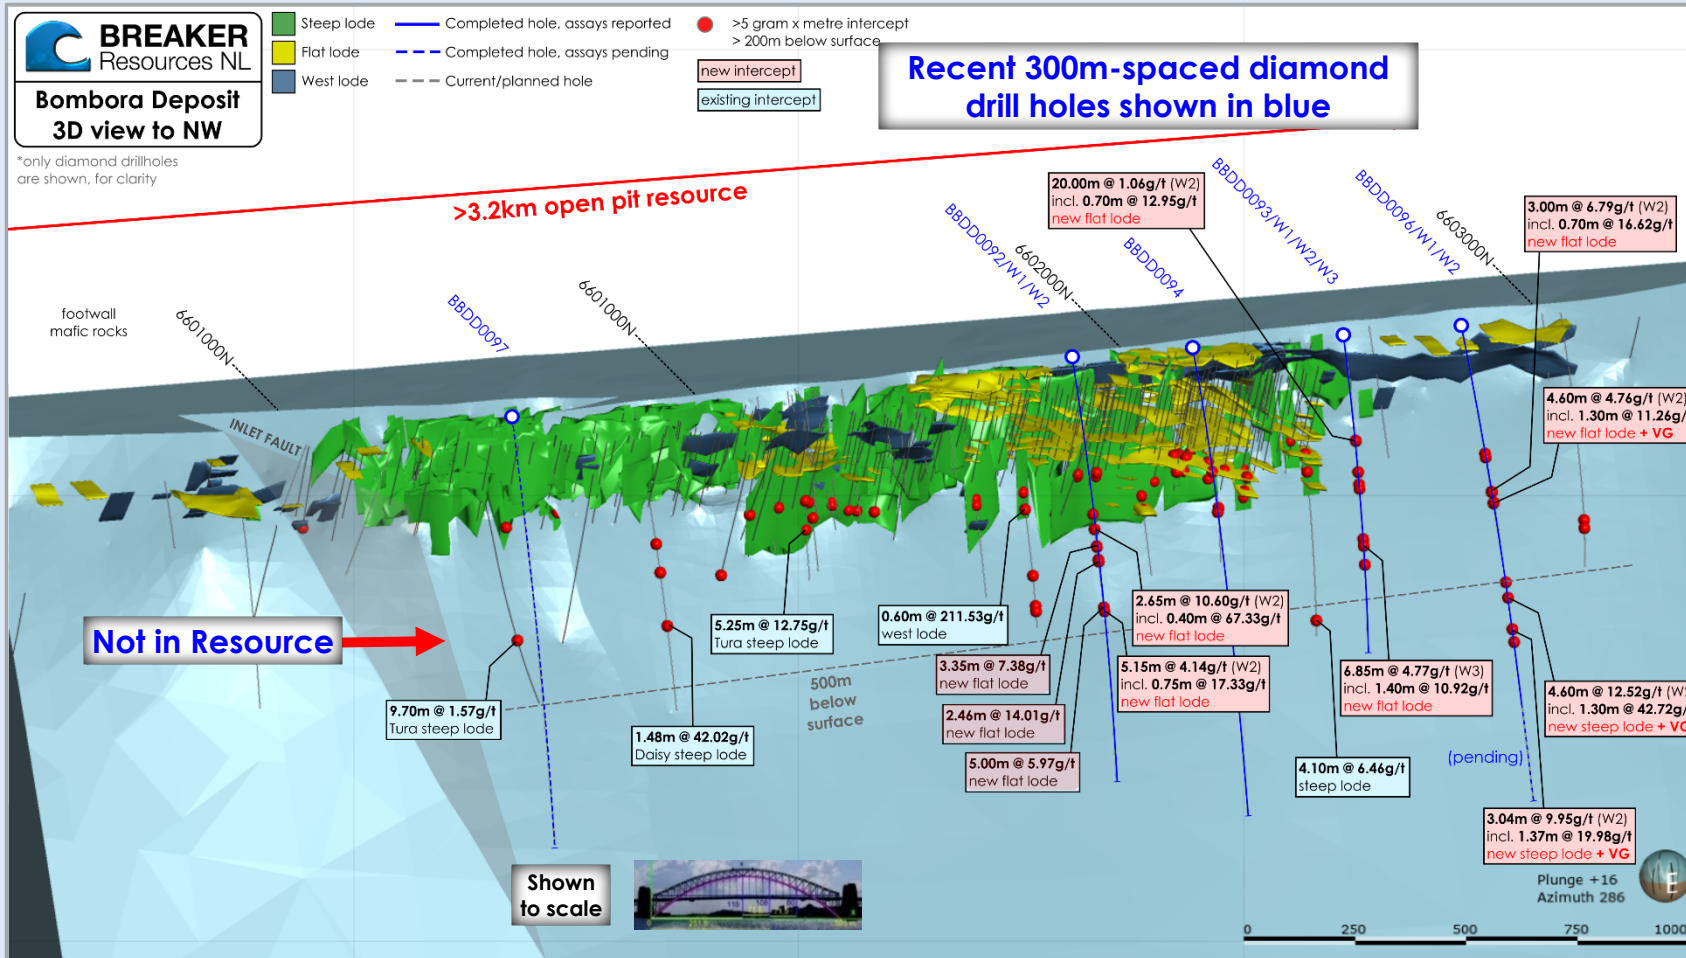 BREAKER
Resources NL
Bombora Deposit
3D view to NW
*only diamond drillholes
are shown, for clarity
Steep lode
Flat lode
West lode
Completed hole, assays reported
Completed hole, assays pending
Current/planned hole
>5 gram x metre intercept
> 200m below surface
new intercept
existing intercept
Recent 300m-spaced diamond
drill holes shown in blue
>3.2km open pit resource
footwall
mafic rocks
6601000N
BBDD0097
6601000N
BBDD0092/W1/W2
6602000N
BBDD0094
BBDD0093/W1/W2/W3
BBDD0096/W1/W2
6603000N
20.00m @ 1.06g/t (W2)
incl. 0.70m @ 12.95g/t
new flat lode
3.00m @ 6.79g/t (W2)
incl. 0.70m @ 16.62g/t
new flat lode
4.60m @ 4.76g/t (W2)
incl. 1.30m @ 11.26g/
new flat lode + VG
INLET FAULT
Not in Resource
9.70m @ 1.57g/t
Tura steep lode
1.48m @ 42.02g/t
Daisy steep lode
5.25m @ 12.75g/t
Tura steep lode
500m
below
surface
0.60m @ 211.53g/t
west lode
3.35m @ 7.38g/t
new flat lode
2.46m @ 14.01g/t
new flat lode
5.00m @ 5.97g/t
new flat lode
2.65m @ 10.60g/t (W2)
incl. 0.40m @ 67.33g/t
new flat lode
5.15m @ 4.14g/t (W2)
incl. 0.75m @ 17.33g/t
new flat lode
6.85m @ 4.77g/t (W3)
incl. 1.40m @ 10.92g/t
new flat lode
4.10m @ 6.46g/t
steep lode
4.60m @ 12.52g/t (W
incl. 1.30m @ 42.72g/
new steep lode + VG
(pending)
3.04m @ 9.95g/t (W2)
incl. 1.37m @ 19.98g/t
new steep lode + VG
Shown
to scale
Plunge +16
Azimuth 286
E
0 250 500 750 1000